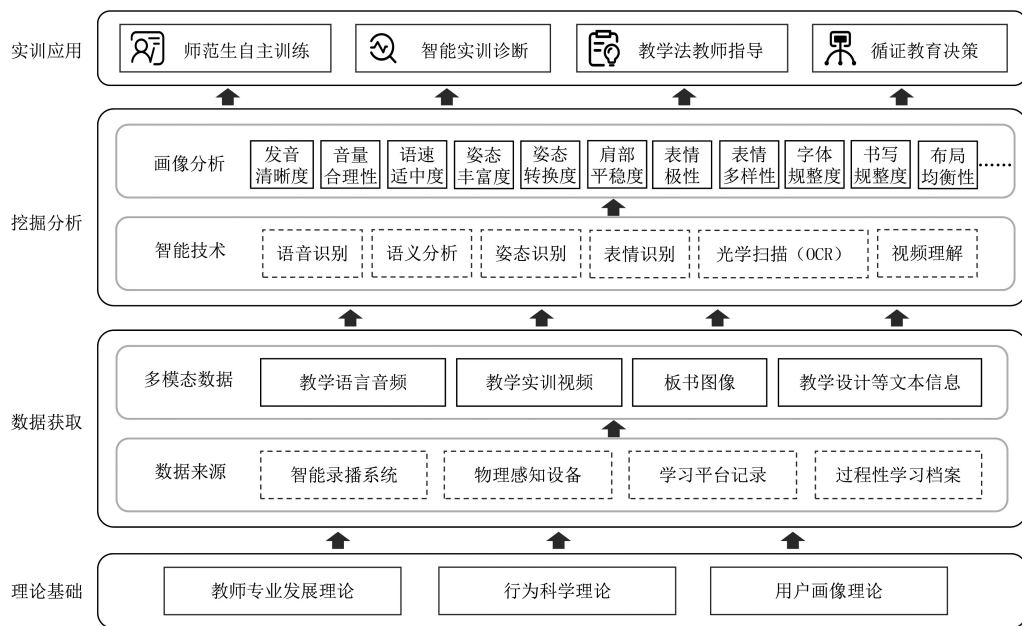 实训应用
师范生自主训练
智能实训诊断
教学法教师指导
循证教育决策
挖掘分析
画像分析
发音
清晰度
音量
合理性
语速
适中度
姿态
丰富度
姿态
转换度
肩部
平稳度
表情
极性
表情
多样性
字体
规整度
书写
规整度
布局
均衡性
……
智能技术
语音识别
语义分析
姿态识别
表情识别
光学扫描（OCR）
视频理解
数据获取
多模态数据
教学语言音频
教学实训视频
板书图像
教学设计等文本信息
数据来源
智能录播系统
物理感知设备
学习平台记录
过程性学习档案
理论基础
教师专业发展理论
行为科学理论
用户画像理论